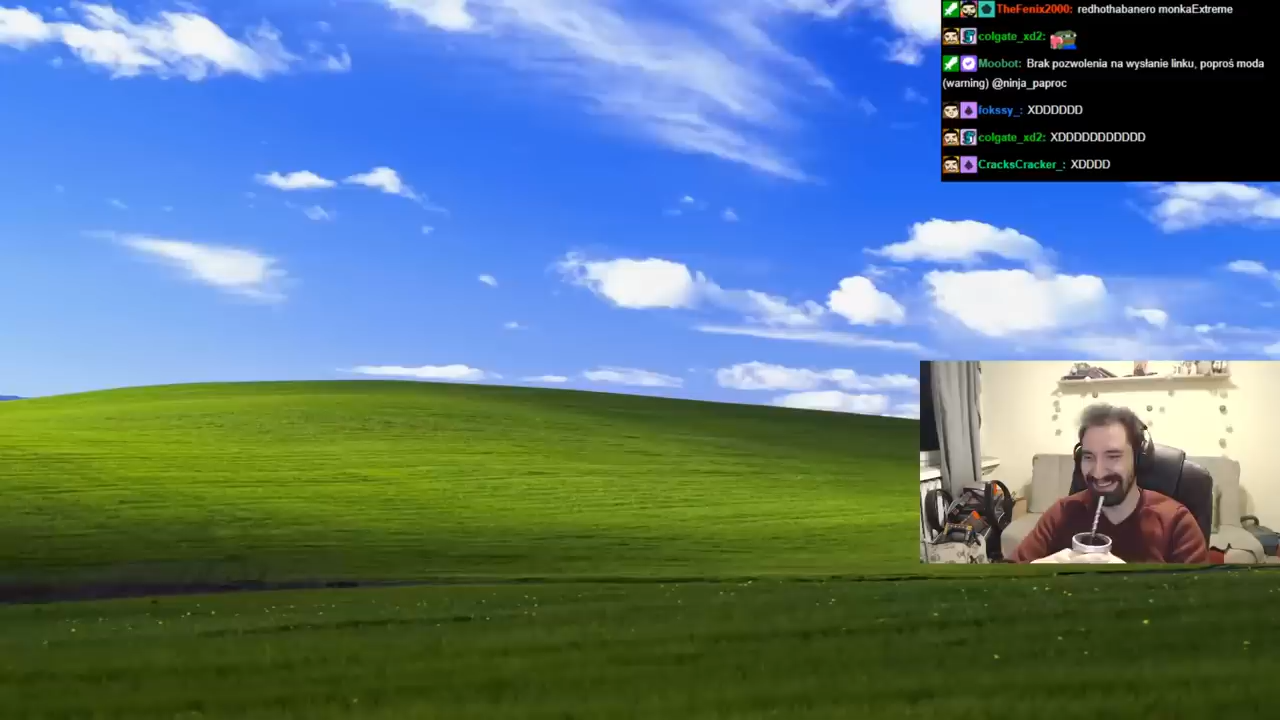 TheFenix2000: redhothabanero monkaExtreme
colgate_xd2:
Moobot: Brak pozwolenia na wysłanie linku, poproś moda
(warning) @ninja_paproc
fokssy_: XDDDDDD
colgate_xd2: XDDDDDDDDDDD
CracksCracker_: XDDDD